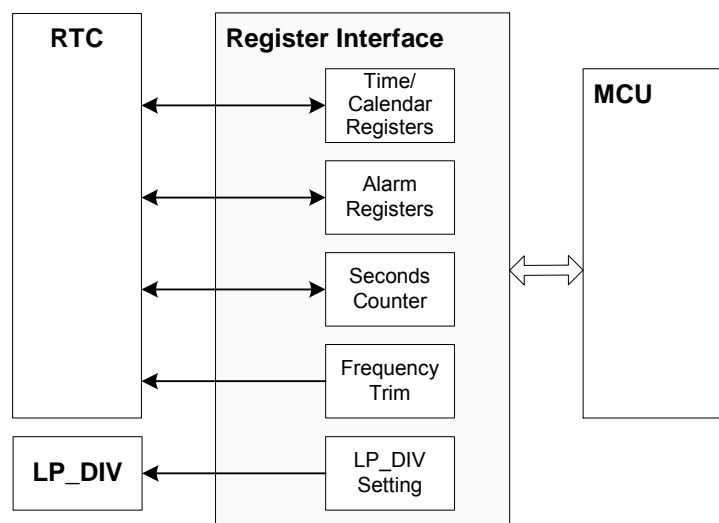 RTC
Register Interface
Time/
Calendar
Registers
MCU
Alarm
Registers
Seconds
Counter
Frequency
Trim
LP_DIV
LP_DIV
Setting